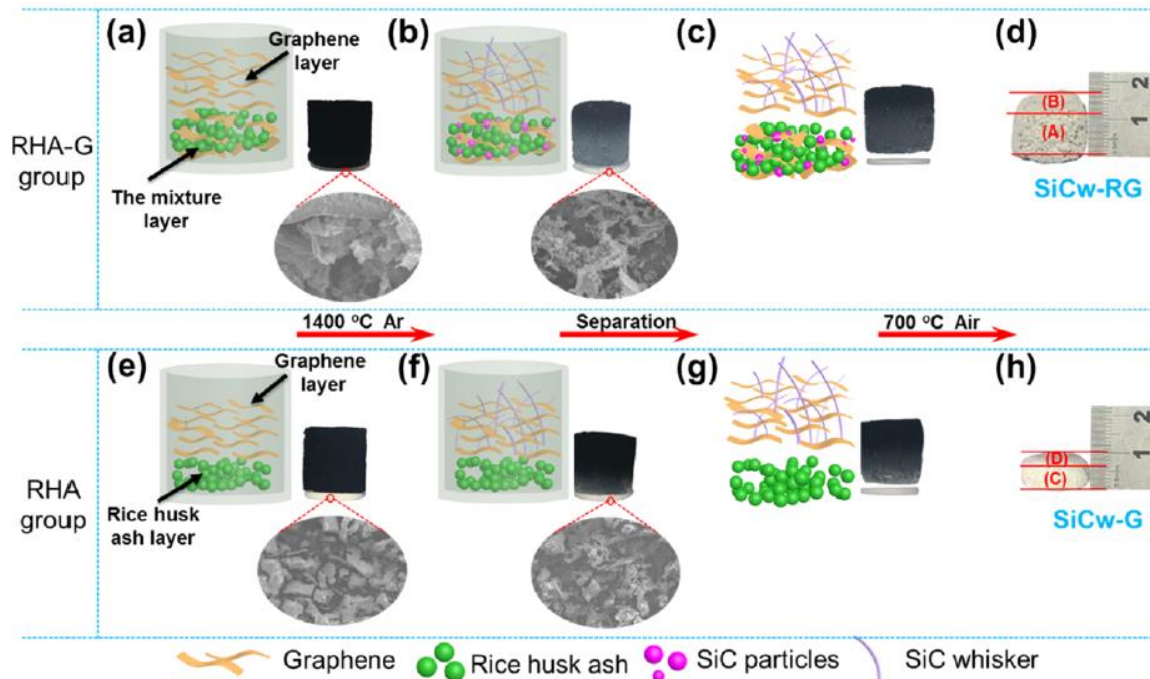 (a)
Graphene
layer
The mixture
layer
(b)
(c)
(d)
(B)
(A)
2
1
SiCw-RG
RHA-G
group
1400 °C Ar
Separation
700 °C Air
(e)
Graphene
layer
Rice husk
ash layer
(f)
(g)
(h)
(D)
(C)
2
1
SiCw-G
RHA
group
Graphene
Rice husk ash
SiC particles
SiC whisker